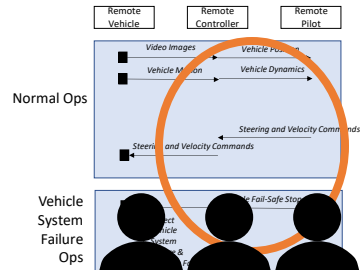 Remote Vehicle
Remote Controller
Remote Pilot
Normal Ops
Video Images
Vehicle Position
Vehicle Motion
Vehicle Dynamics
Steering and Velocity Commands
Steering and Velocity Commands
Vehicle System Failure Ops
Fail-Safe Stop
System
&